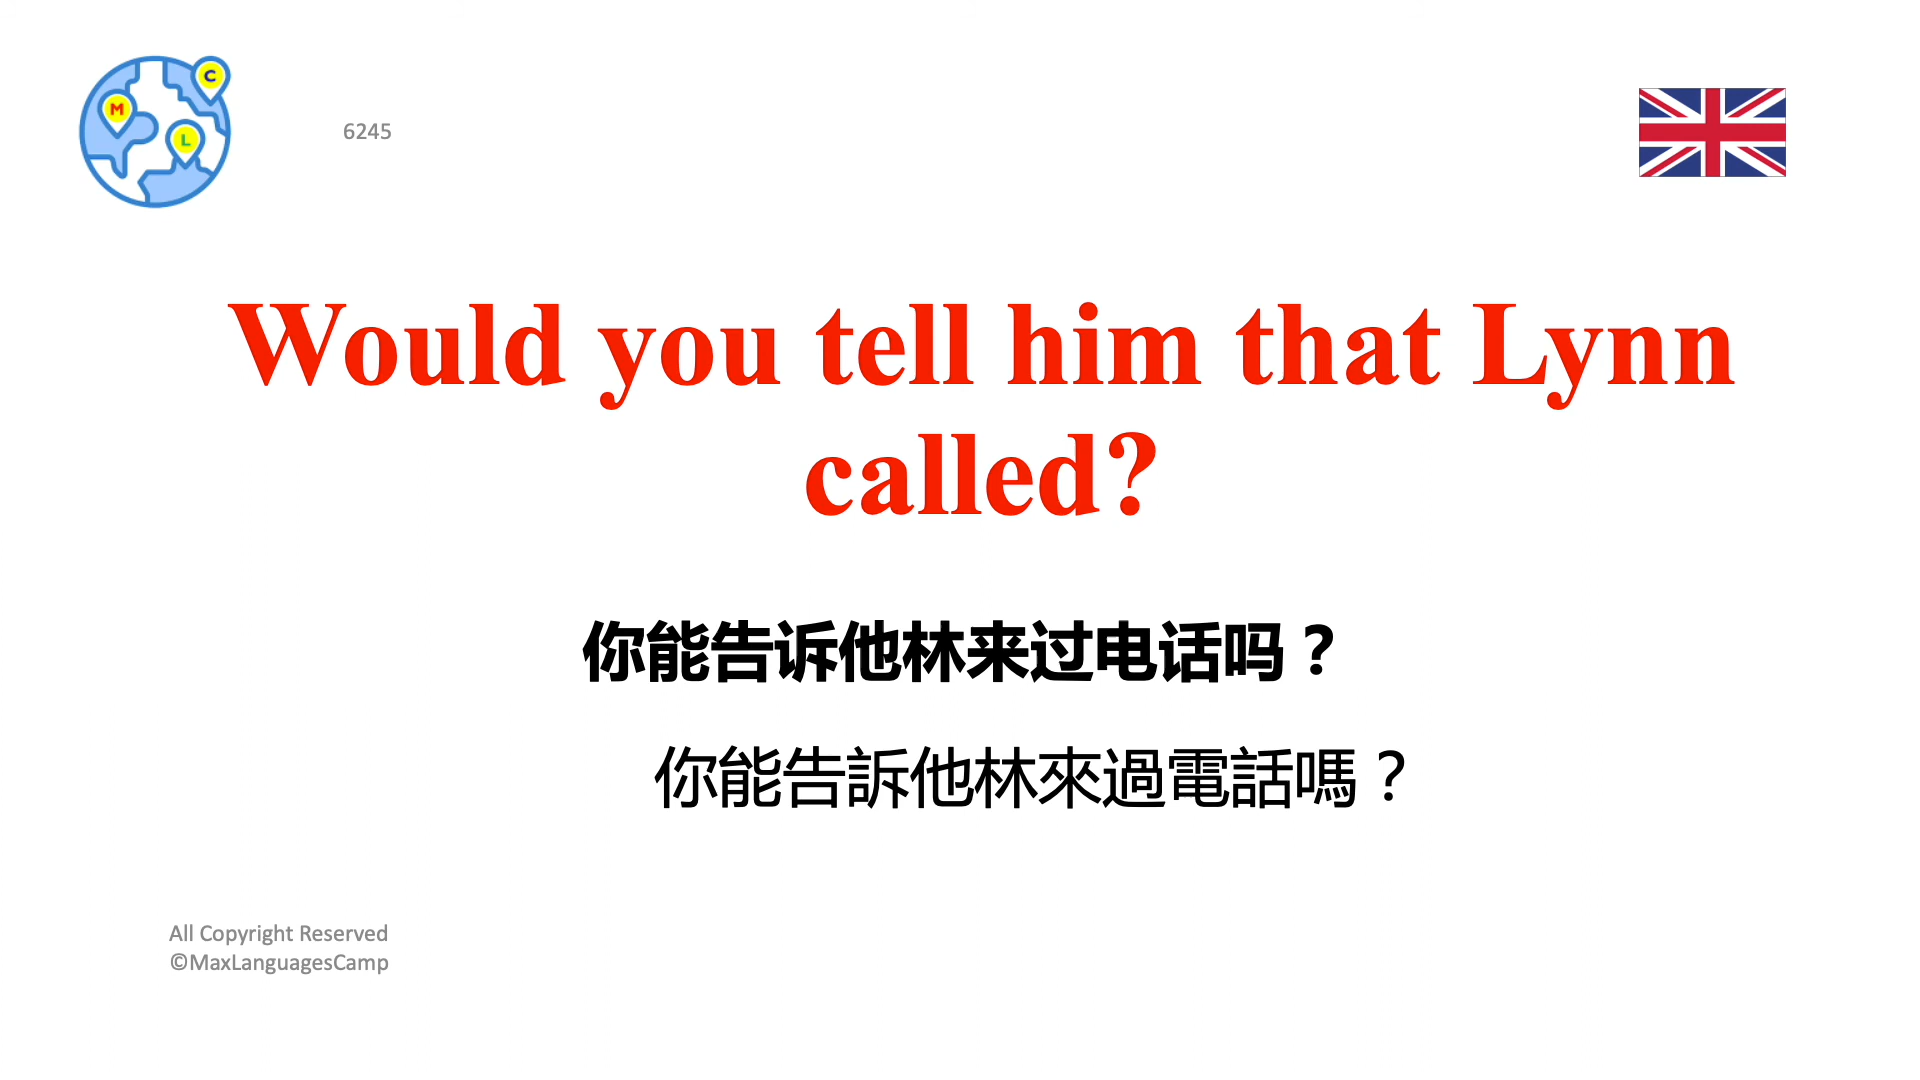 C
M
L
6245
Would you tell him that Lynn
called?
你能告诉他林来过电话吗？
你能告訴他林來過電話嗎？
All Copyright Reserved
©MaxLanguagesCamp